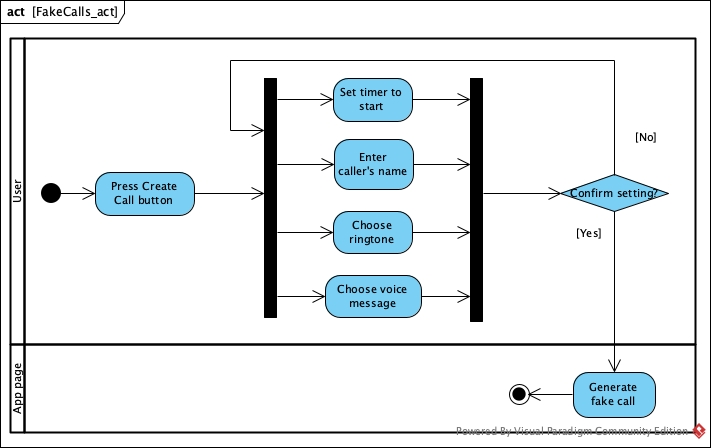 act [FakeCalls_act]
User
Press Create
Call button
Set timer to
start
Enter
caller's name
Choose
ringtone
Choose voice
message
[No]
Confirm setting?
[Yes]
App page
Generate
fake call
Powered By Visual Paradigm Community Edition